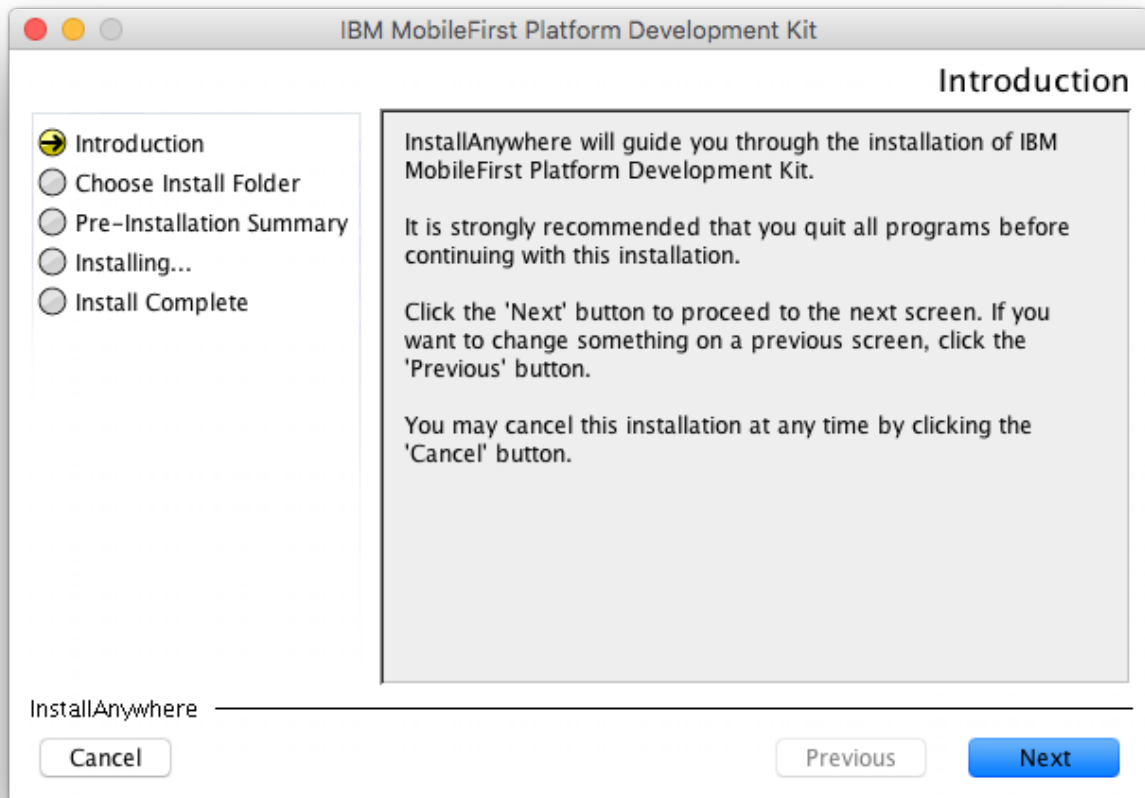 IBM MobileFirst Platform Development Kit
Introduction
Introduction
Choose Install Folder
Pre-Installation Summary
Installing...
Install Complete
InstallAnywhere will guide you through the installation of IBM
MobileFirst Platform Development Kit.
It is strongly recommended that you quit all programs before
continuing with this installation.
Click the 'Next' button to proceed to the next screen. If you
want to change something on a previous screen, click the
'Previous' button.
You may cancel this installation at any time by clicking the
'Cancel' button.
InstallAnywhere
Cancel
Previous
Next